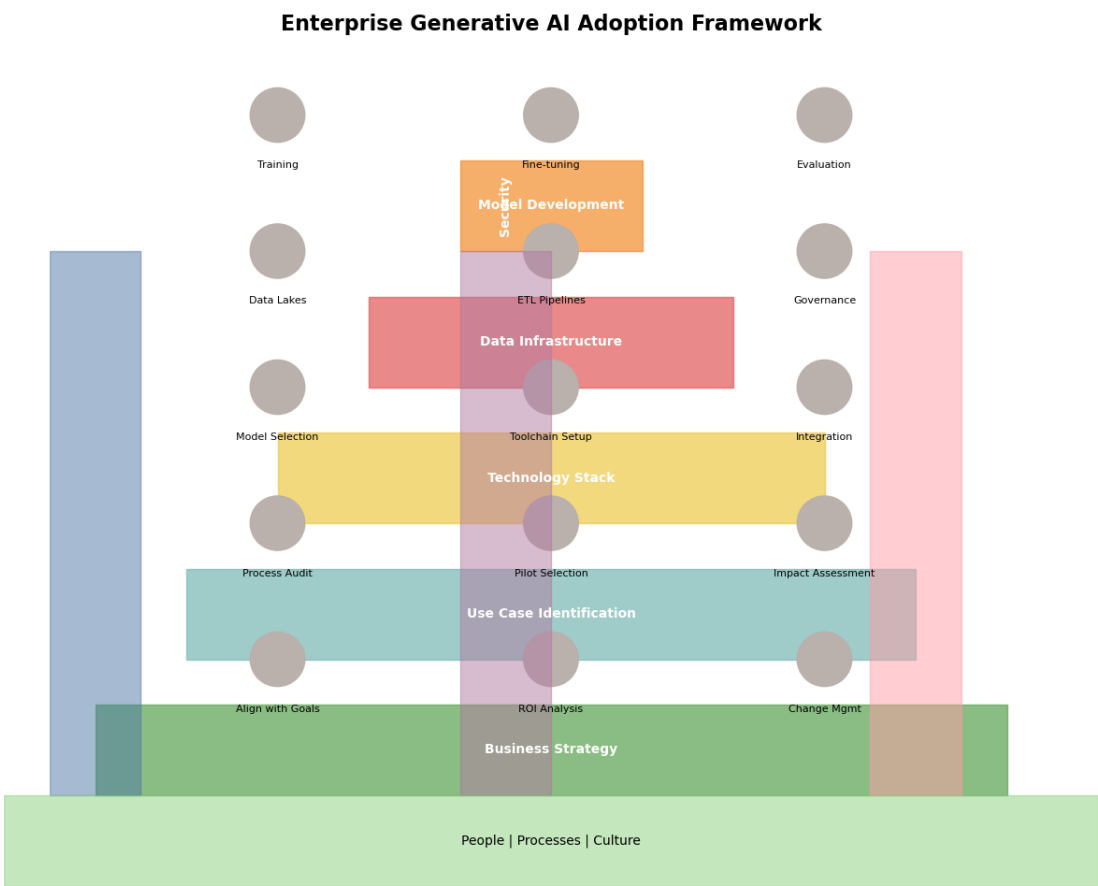 Enterprise Generative AI Adoption Framework
Training
Fine-tuning
Evaluation
Security
Model Development
Data Lakes
ETL Pipelines
Governance
Data Infrastructure
Model Selection
Toolchain Setup
Integration
Technology Stack
Process Audit
Pilot Selection
Impact Assessment
Use Case Identification
Align with Goals
ROI Analysis
Change Mgmt
Business Strategy
People | Processes | Culture